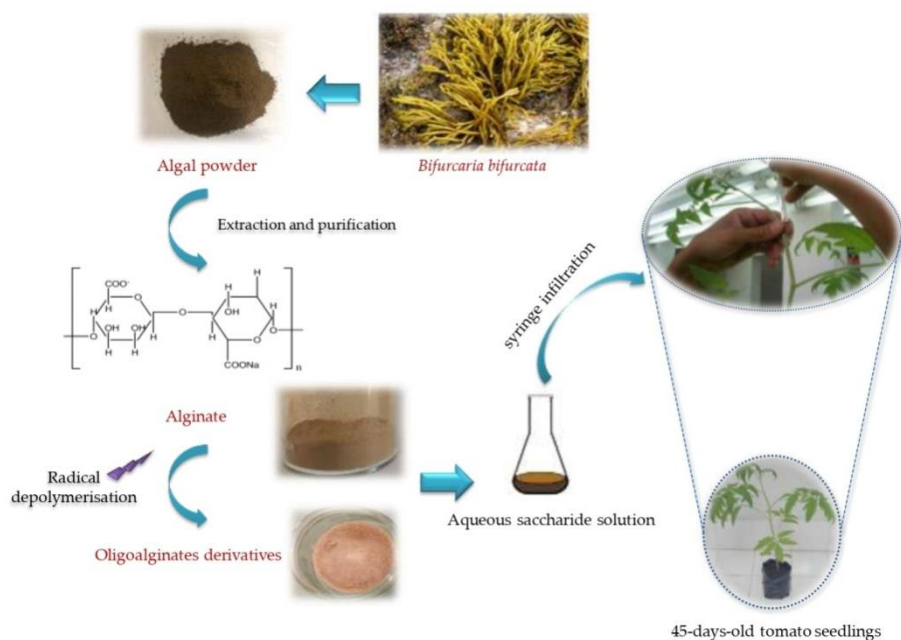 Algal powder
Bifurcaria bifurcata
Extraction and purification
COO-
H
O
H
H
OH
OH
H
H
H
O
O
H
H
OH
H
O
H
H
O
COONa
n
Alginate
Radical
depolymerisation
Oligoalginates derivatives
Aqueous saccharide solution
syringe infiltration
45-days-old tomato seedlings